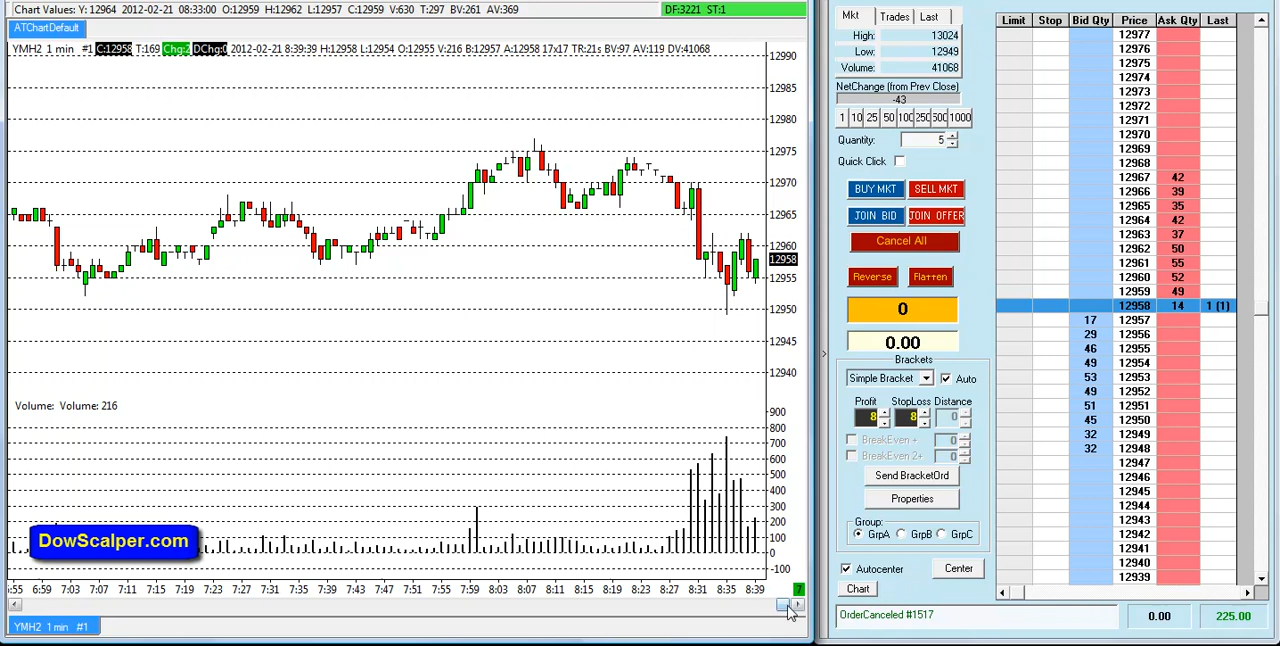 Chart Values: Y:12964 2012-02-21 08:33:00 O:12959 H:12962 L:12957 C:12959 V:630 T:297 BV:261 AV:369 DF:3221 ST:1
ATChartDefault
YMH2 1 min #1 C:12958 T:169 Chg:2 DChg:0 2012-02-21 8:39:39 H:12958 L:12954 O:12955 V:216 B:12957 A:12958 17x17 TR:21s BV:97 AV:119 DV:41068
12990
12985
12980
12975
12970
12965
12960
12958
12955
12950
12945
12940
Volume: Volume: 216
900
800
700
600
500
400
300
200
100
0
-100
DowScalper.com
6:55 6:59 7:03 7:07 7:11 7:15 7:19 7:23 7:27 7:31 7:35 7:39 7:43 7:47 7:51 7:55 7:59 8:03 8:07 8:11 8:15 8:19 8:23 8:27 8:31 8:35 8:39 7
YMH2 1 min #1
Mkt Trades Last
High: 13024
Low: 12949
Volume: 41068
NetChange (from Prev Close)
-43
1 10 25 50 100 250 500 1000
Quantity: 5
Quick Click
BUY MKT SELL MKT
JOIN BID JOIN OFFER
Cancel All
Reverse Flatten
0
0.00
Brackets
Simple Bracket Auto
Profit StopLoss Distance
8 8 0
BreakEven + 0
BreakEven 2+ 0
Send BracketOrd
Properties
Group:
GrpA GrpB GrpC
Autocenter Center
Chart
OrderCanceled #1517 0.00 225.00
Limit Stop Bid Qty Price Ask Qty Last
12977
12976
12975
12974
12973
12972
12971
12970
12969
12968
12967 42
12966 39
12965 35
12964 42
12963 37
12962 50
12961 55
12960 52
12959 49
12958 14 1 (1)
17 12957
29 12956
46 12955
49 12954
53 12953
49 12952
51 12951
45 12950
32 12949
32 12948
12947
12946
12945
12944
12943
12942
12941
12940
12939